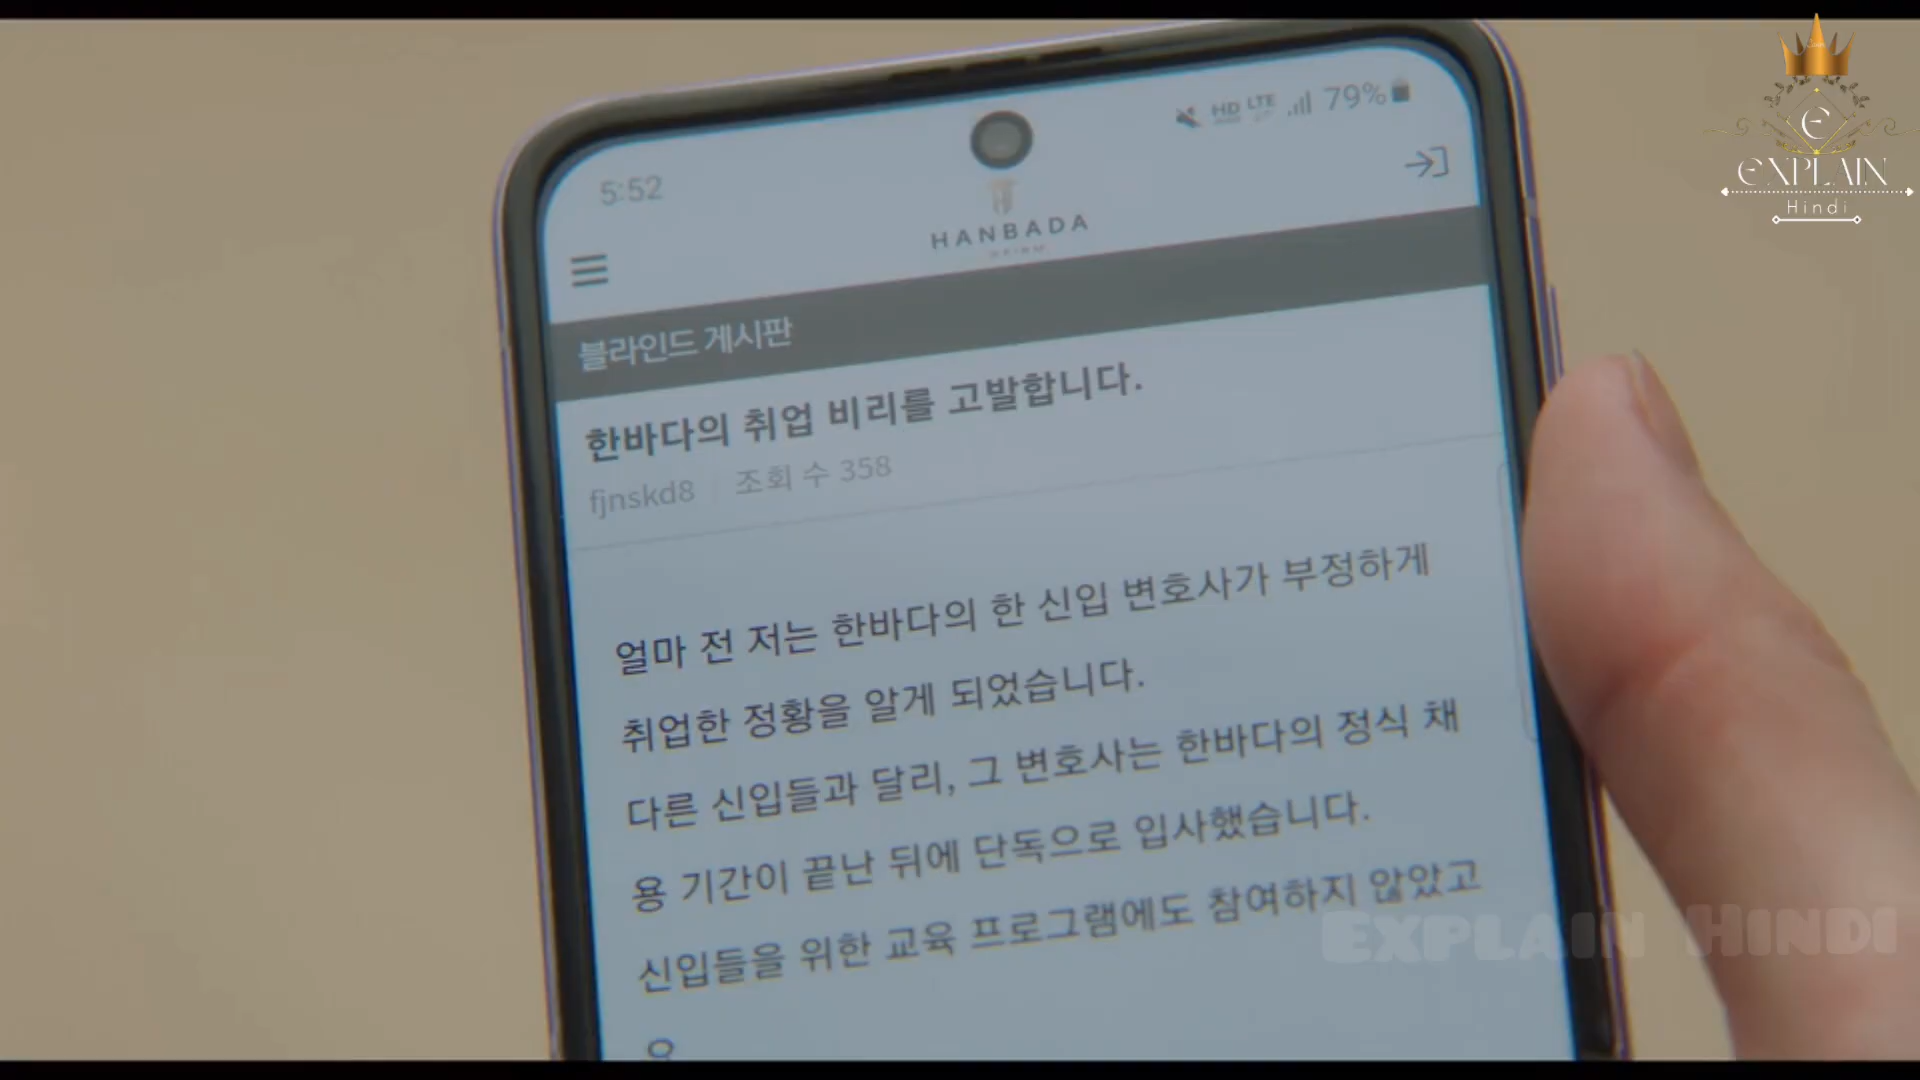 EXPLAIN
Hindi
5:52
HD LTE 79%
HANBADA
블라인드 게시판
한바다의 취업 비리를 고발합니다.
fjnskd8 조회 수 358
얼마 전 저는 한바다의 한 신입 변호사가 부정하게
취업한 정황을 알게 되었습니다.
다른 신입들과 달리, 그 변호사는 한바다의 정식 채
용 기간이 끝난 뒤에 단독으로 입사했습니다.
신입들을 위한 교육 프로그램에도 참여하지 않았고
요
EXPLAIN HINDI